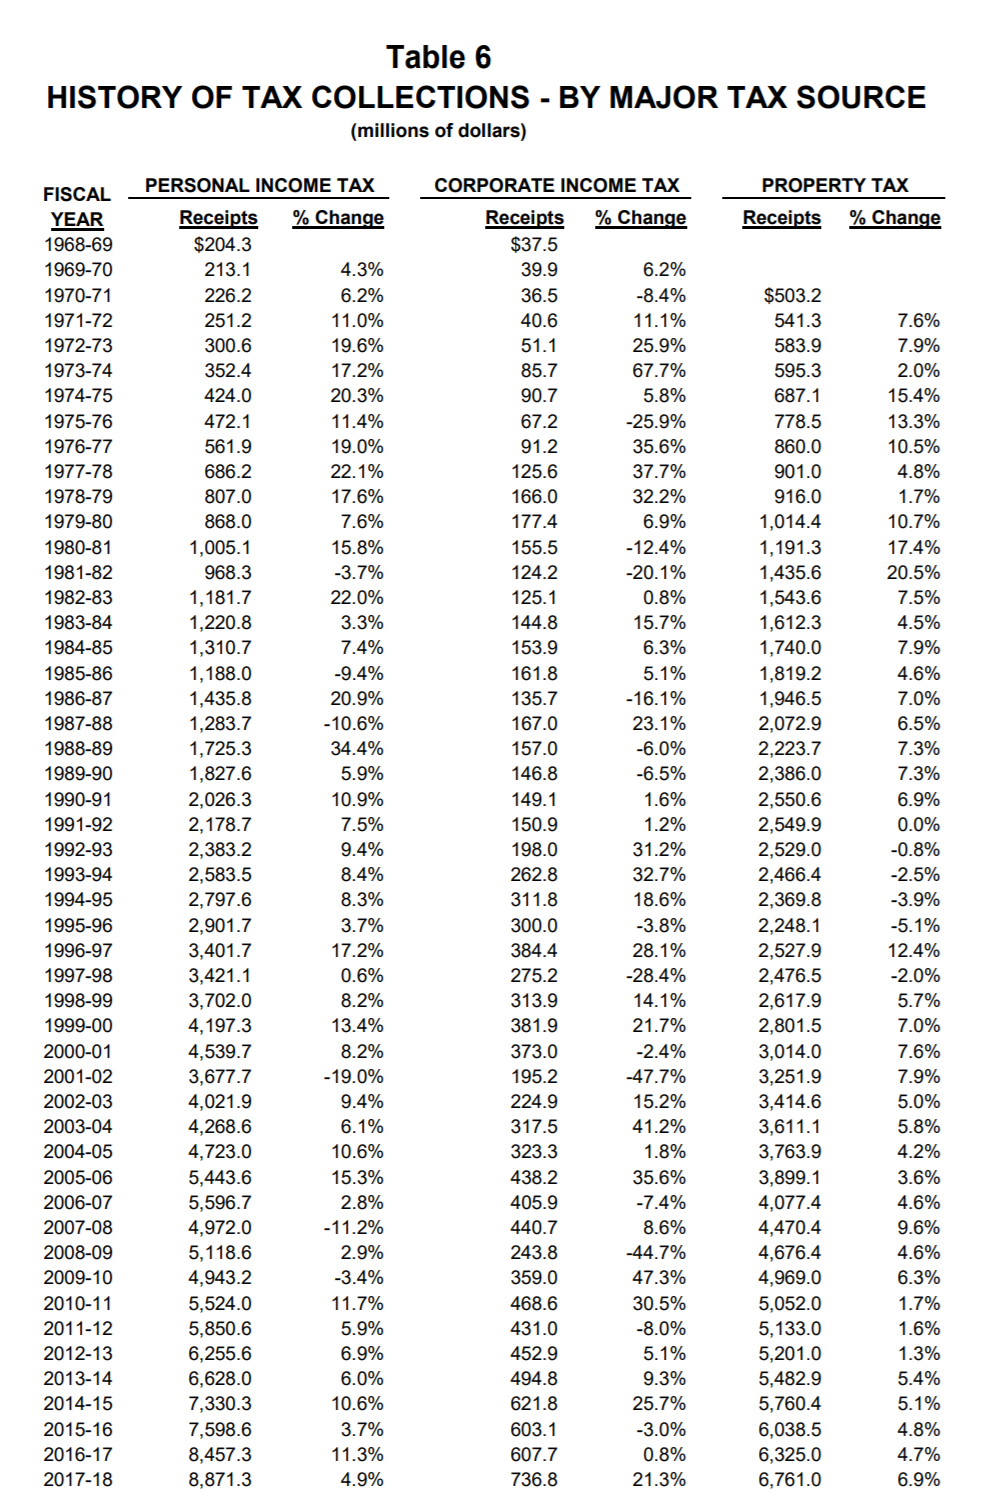 Table 6
HISTORY OF TAX COLLECTIONS - BY MAJOR TAX SOURCE
(millions of dollars)
FISCAL PERSONAL INCOME TAX CORPORATE INCOME TAX PROPERTY TAX
YEAR Receipts % Change Receipts % Change Receipts % Change
1968-69 $204.3 $37.5
1969-70 213.1 4.3% 39.9 6.2%
1970-71 226.2 6.2% 36.5 -8.4% $503.2
1971-72 251.2 11.0% 40.6 11.1% 541.3 7.6%
1972-73 300.6 19.6% 51.1 25.9% 583.9 7.9%
1973-74 352.4 17.2% 85.7 67.7% 595.3 2.0%
1974-75 424.0 20.3% 90.7 5.8% 687.1 15.4%
1975-76 472.1 11.4% 67.2 -25.9% 778.5 13.3%
1976-77 561.9 19.0% 91.2 35.6% 860.0 10.5%
1977-78 686.2 22.1% 125.6 37.7% 901.0 4.8%
1978-79 807.0 17.6% 166.0 32.2% 916.0 1.7%
1979-80 868.0 7.6% 177.4 6.9% 1,014.4 10.7%
1980-81 1,005.1 15.8% 155.5 -12.4% 1,191.3 17.4%
1981-82 968.3 -3.7% 124.2 -20.1% 1,435.6 20.5%
1982-83 1,181.7 22.0% 125.1 0.8% 1,543.6 7.5%
1983-84 1,220.8 3.3% 144.8 15.7% 1,612.3 4.5%
1984-85 1,310.7 7.4% 153.9 6.3% 1,740.0 7.9%
1985-86 1,188.0 -9.4% 161.8 5.1% 1,819.2 4.6%
1986-87 1,435.8 20.9% 135.7 -16.1% 1,946.5 7.0%
1987-88 1,283.7 -10.6% 167.0 23.1% 2,072.9 6.5%
1988-89 1,725.3 34.4% 157.0 -6.0% 2,223.7 7.3%
1989-90 1,827.6 5.9% 146.8 -6.5% 2,386.0 7.3%
1990-91 2,026.3 10.9% 149.1 1.6% 2,550.6 6.9%
1991-92 2,178.7 7.5% 150.9 1.2% 2,549.9 0.0%
1992-93 2,383.2 9.4% 198.0 31.2% 2,529.0 -0.8%
1993-94 2,583.5 8.4% 262.8 32.7% 2,466.4 -2.5%
1994-95 2,797.6 8.3% 311.8 18.6% 2,369.8 -3.9%
1995-96 2,901.7 3.7% 300.0 -3.8% 2,248.1 -5.1%
1996-97 3,401.7 17.2% 384.4 28.1% 2,527.9 12.4%
1997-98 3,421.1 0.6% 275.2 -28.4% 2,476.5 -2.0%
1998-99 3,702.0 8.2% 313.9 14.1% 2,617.9 5.7%
1999-00 4,197.3 13.4% 381.9 21.7% 2,801.5 7.0%
2000-01 4,539.7 8.2% 373.0 -2.4% 3,014.0 7.6%
2001-02 3,677.7 -19.0% 195.2 -47.7% 3,251.9 7.9%
2002-03 4,021.9 9.4% 224.9 15.2% 3,414.6 5.0%
2003-04 4,268.6 6.1% 317.5 41.2% 3,611.1 5.8%
2004-05 4,723.0 10.6% 323.3 1.8% 3,763.9 4.2%
2005-06 5,443.6 15.3% 438.2 35.6% 3,899.1 3.6%
2006-07 5,596.7 2.8% 405.9 -7.4% 4,077.4 4.6%
2007-08 4,972.0 -11.2% 440.7 8.6% 4,470.4 9.6%
2008-09 5,118.6 2.9% 243.8 -44.7% 4,676.4 4.6%
2009-10 4,943.2 -3.4% 359.0 47.3% 4,969.0 6.3%
2010-11 5,524.0 11.7% 468.6 30.5% 5,052.0 1.7%
2011-12 5,850.6 5.9% 431.0 -8.0% 5,133.0 1.6%
2012-13 6,255.6 6.9% 452.9 5.1% 5,201.0 1.3%
2013-14 6,628.0 6.0% 494.8 9.3% 5,482.9 5.4%
2014-15 7,330.3 10.6% 621.8 25.7% 5,760.4 5.1%
2015-16 7,598.6 3.7% 603.1 -3.0% 6,038.5 4.8%
2016-17 8,457.3 11.3% 607.7 0.8% 6,325.0 4.7%
2017-18 8,871.3 4.9% 736.8 21.3% 6,761.0 6.9%